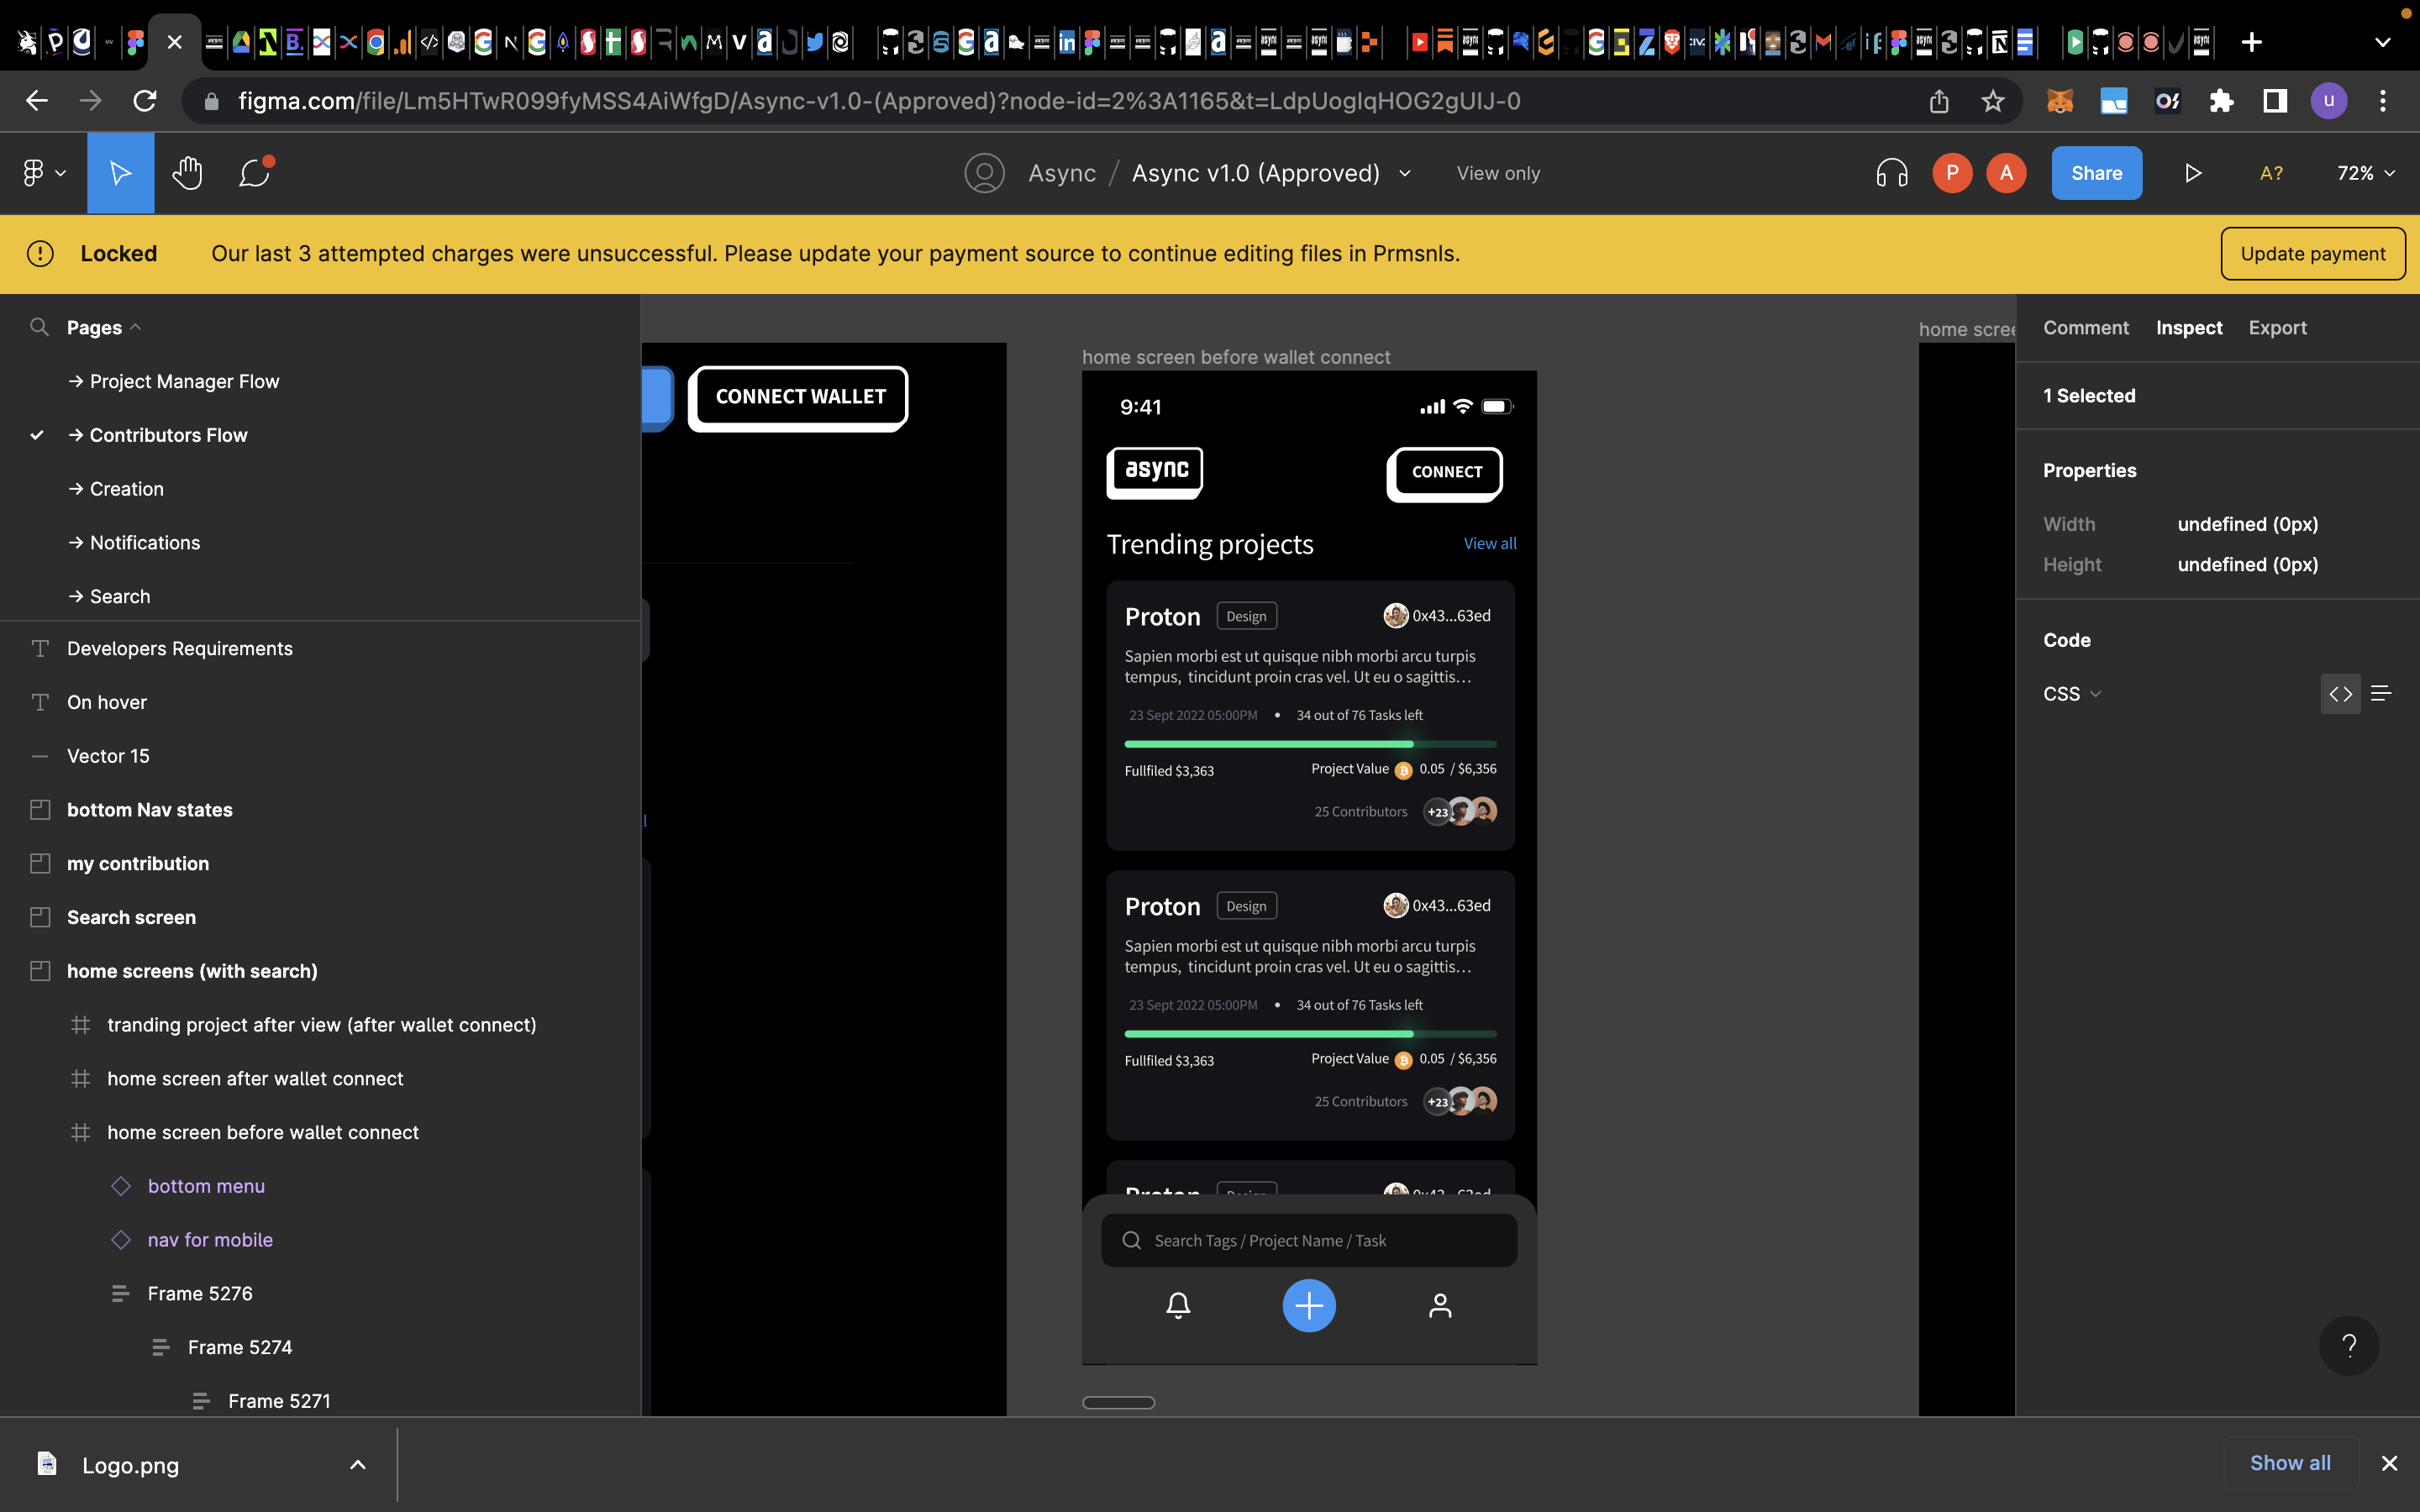 figma.com/file/Lm5HTwR099fyMSS4AiWfgD/Async-v1.0-(Approved)?node-id=2%3A1165&t=LdpUoglqHOG2gUIJ-0
U
Async / Async v1.0 (Approved)
View only
P
A
Share
A?
72%
Locked
Our last 3 attempted charges were unsuccessful. Please update your payment source to continue editing files in Prmsnls.
Update payment
Pages
→ Project Manager Flow
→ Contributors Flow
→ Creation
→ Notifications
→ Search
Developers Requirements
On hover
Vector 15
bottom Nav states
my contribution
Search screen
home screens (with search)
tranding project after view (after wallet connect)
home screen after wallet connect
home screen before wallet connect
bottom menu
nav for mobile
Frame 5276
Frame 5274
Frame 5271
CONNECT WALLET
home screen before wallet connect
9:41
async
CONNECT
Trending projects
View all
Proton
Design
0x43...63ed
Sapien morbi est ut quisque nibh morbi arcu turpis
tempus, tincidunt proin cras vel. Ut eu o sagittis...
23 Sept 2022 05:00PM • 34 out of 76 Tasks left
Fullfiled $3,363
Project Value 0.05 / $6,356
25 Contributors
+23
Proton
Design
0x43...63ed
Sapien morbi est ut quisque nibh morbi arcu turpis
tempus, tincidunt proin cras vel. Ut eu o sagittis...
23 Sept 2022 05:00PM • 34 out of 76 Tasks left
Fullfiled $3,363
Project Value 0.05 / $6,356
25 Contributors
+23
Proton
Design
0x43...63ed
Search Tags / Project Name / Task
home scree
Comment
Inspect
Export
1 Selected
Properties
Width undefined (0px)
Height undefined (0px)
Code
CSS
?
Logo.png
Show all